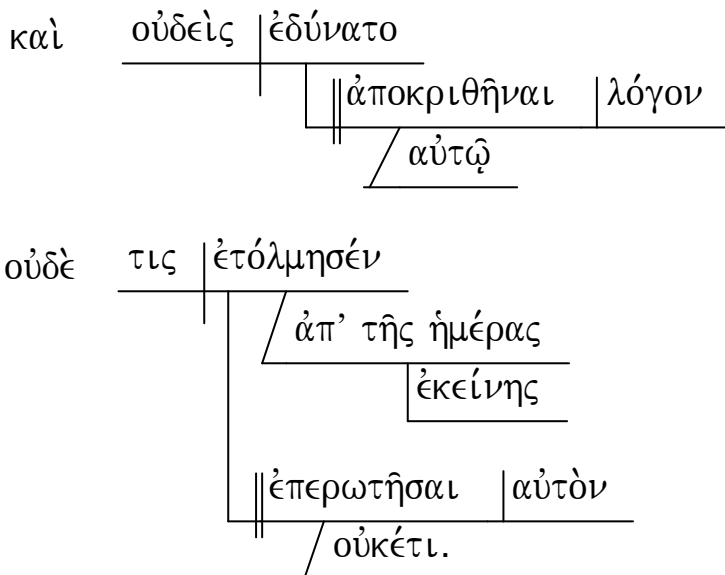 καὶ οὐδεὶς ἐδύνατο
ἀποκριθῆναι λόγον
αὐτῷ
οὐδὲ τις ἐτόλμησέν
ἀπ’ τῆς ἡμέρας
ἐκείνης
ἐπερωτῆσαι αὐτὸν
οὐκέτι.